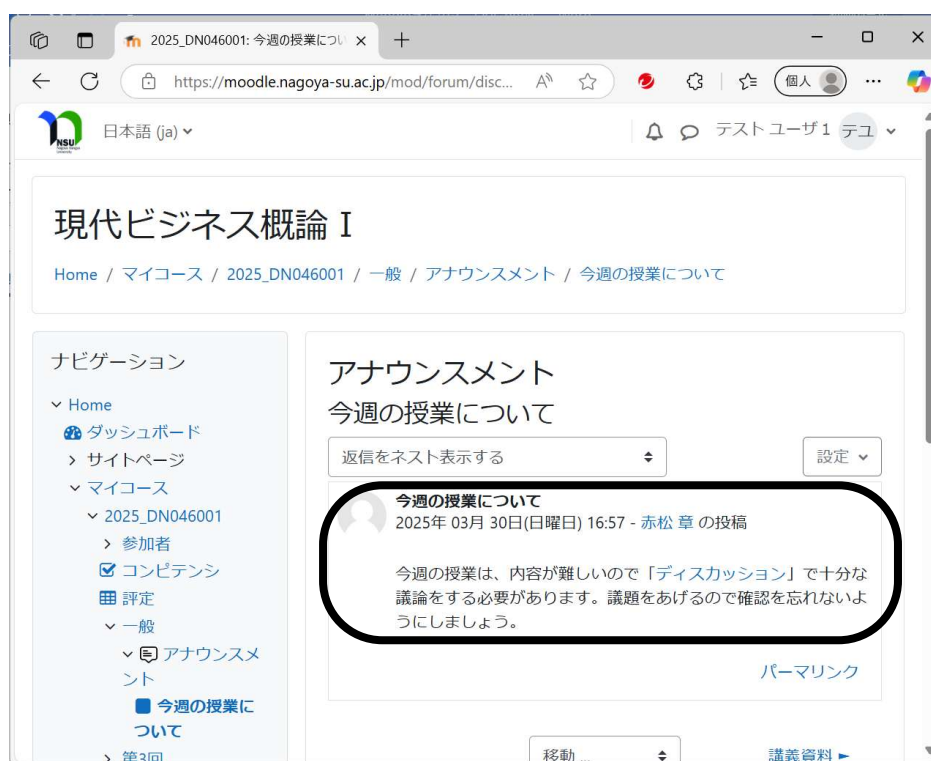 2025_DN046001: 今週の授業につい
https://moodle.nagoya-su.ac.jp/mod/forum/disc...
個人
NSU
日本語 (ja)
テスト ユーザ 1 テユ
現代ビジネス概論 I
Home / マイコース / 2025_DN046001 / 一般 / アナウンスメント / 今週の授業について
ナビゲーション
Home
ダッシュボード
サイトページ
マイコース
2025_DN046001
参加者
コンピテンシ
評定
一般
アナウンスメ
ント
今週の授業に
ついて
第3回
アナウンスメント
今週の授業について
返信をネスト表示する
設定
今週の授業について
2025年 03月 30日(日曜日) 16:57 - 赤松 章 の投稿
今週の授業は、内容が難しいので「ディスカッション」で十分な
議論をする必要があります。議題をあげるので確認を忘れないよ
うにしましょう。
パーマリンク
移動 ...
講義資料 ►